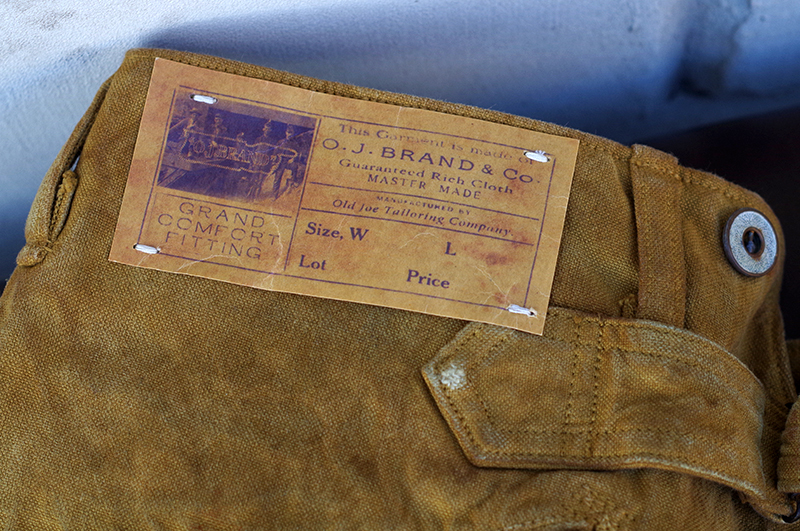 O.J.BRAND
GRAND
COMFORT
FITTING
This Garment is made of
O. J. BRAND & Co.
Guaranteed Rich Cloth
MASTER MADE
MANUFACTURED BY
Old Joe Tailoring Company.
Size, W
L
Lot
Price